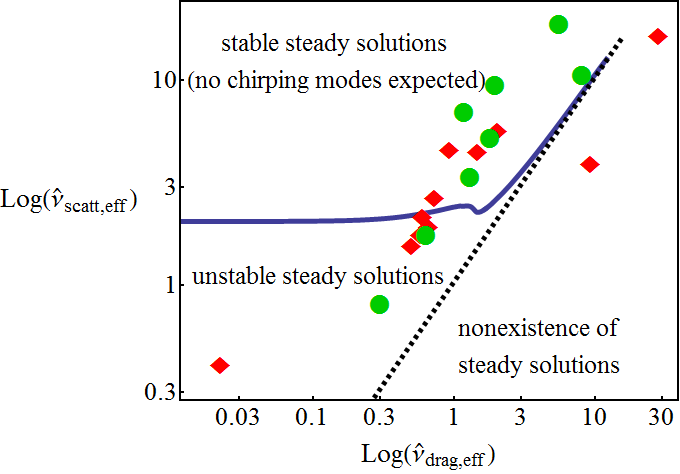 stable steady solutions
(no chirping modes expected)
10
3
Log(ν̂scatt,eff)
unstable steady solutions
1
nonexistence of
steady solutions
0.3
0.03 0.1 0.3 1 3 10 30
Log(ν̂drag,eff)